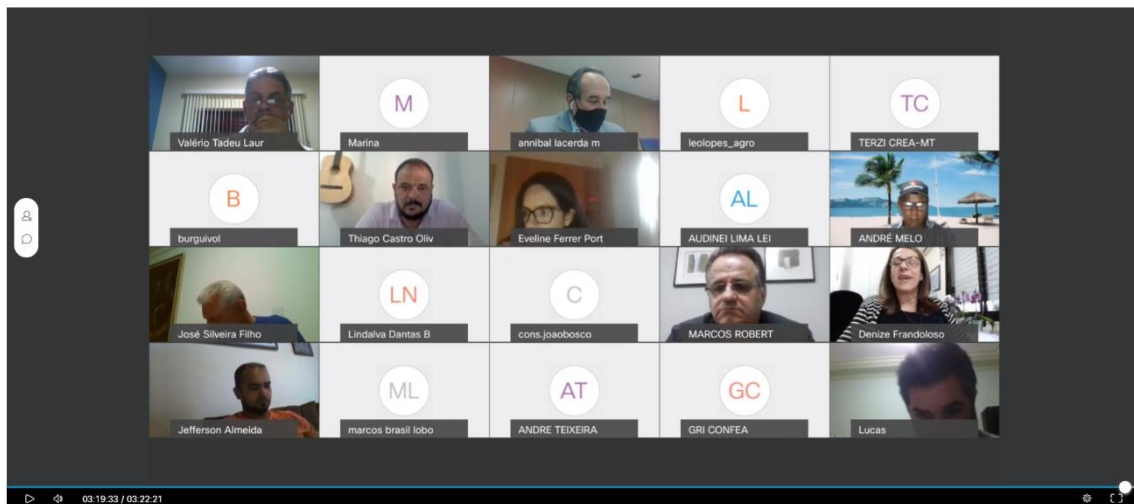 Valério Tadeu Laur
M
Marina
annibal lacerda m
L
leolopes_agro
TC
TERZI CREA-MT
B
burguivol
Thiago Castro Oliv
Eveline Ferrer Port
AL
AUDINEI LIMA LEI
ANDRÉ MELO
José Silveira Filho
LN
Lindalva Dantas B
C
cons.joaobosco
MARCOS ROBERT
Denize Frandoloso
Jefferson Almeida
ML
marcos brasil lobo
AT
ANDRE TEIXEIRA
GC
GRI CONFEA
Lucas
03:19:33 / 03:22:21